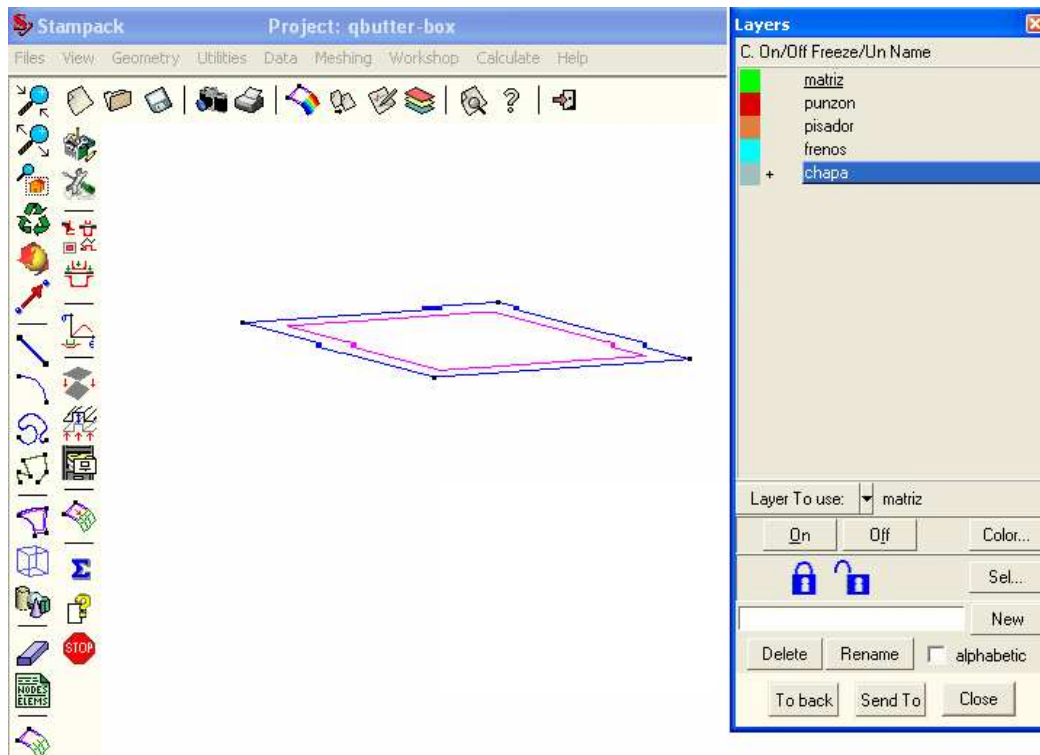 Stampack Project: qbutter-box
Files View Geometry Utilities Data Meshing Workshop Calculate Help
STOP
NODES
ELEMS
Layers
C. On/Off Freeze/Un Name
matriz
punzon
pisador
frenos
+ chapa
Layer To use: matriz
On Off Color...
Sel...
New
Delete Rename alphabetic
To back Send To Close